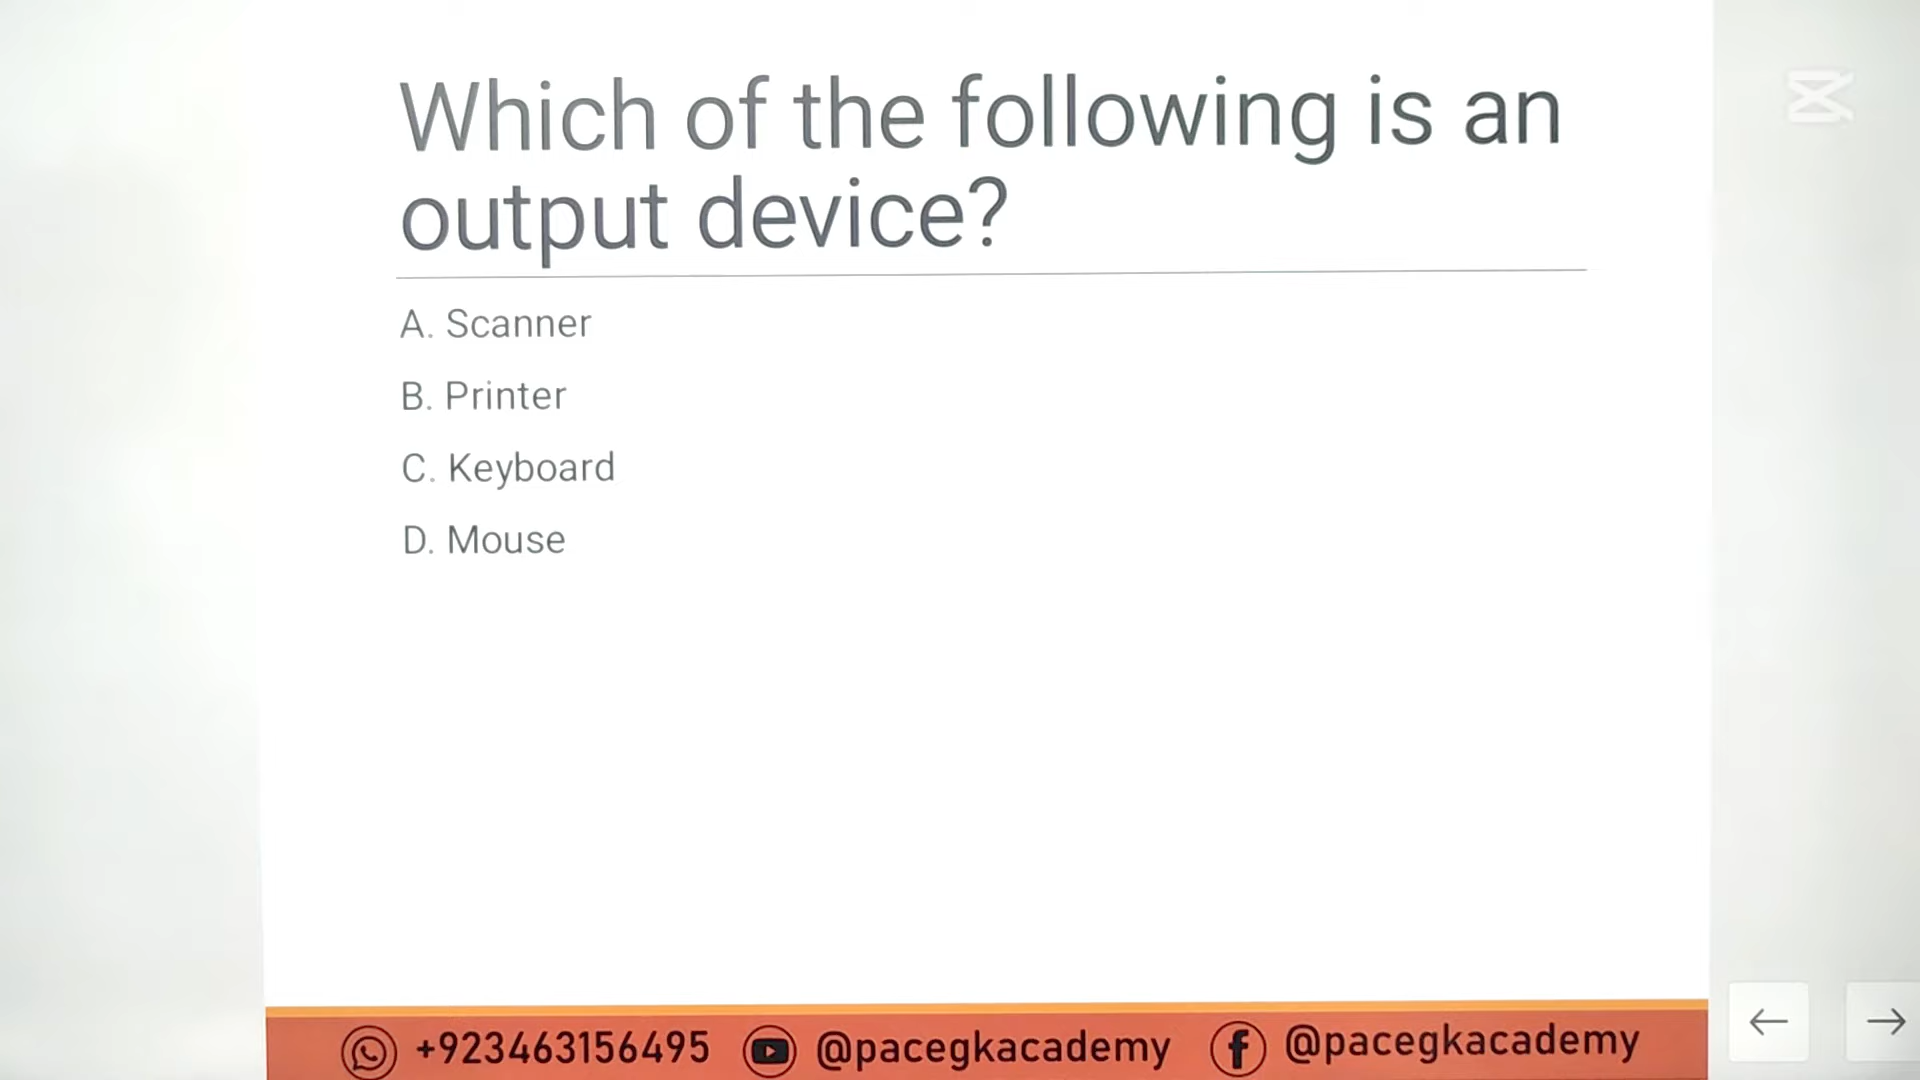 Which of the following is an
output device?
A. Scanner
B. Printer
C. Keyboard
D. Mouse
+923463156495 @pacegkacademy @pacegkacademy